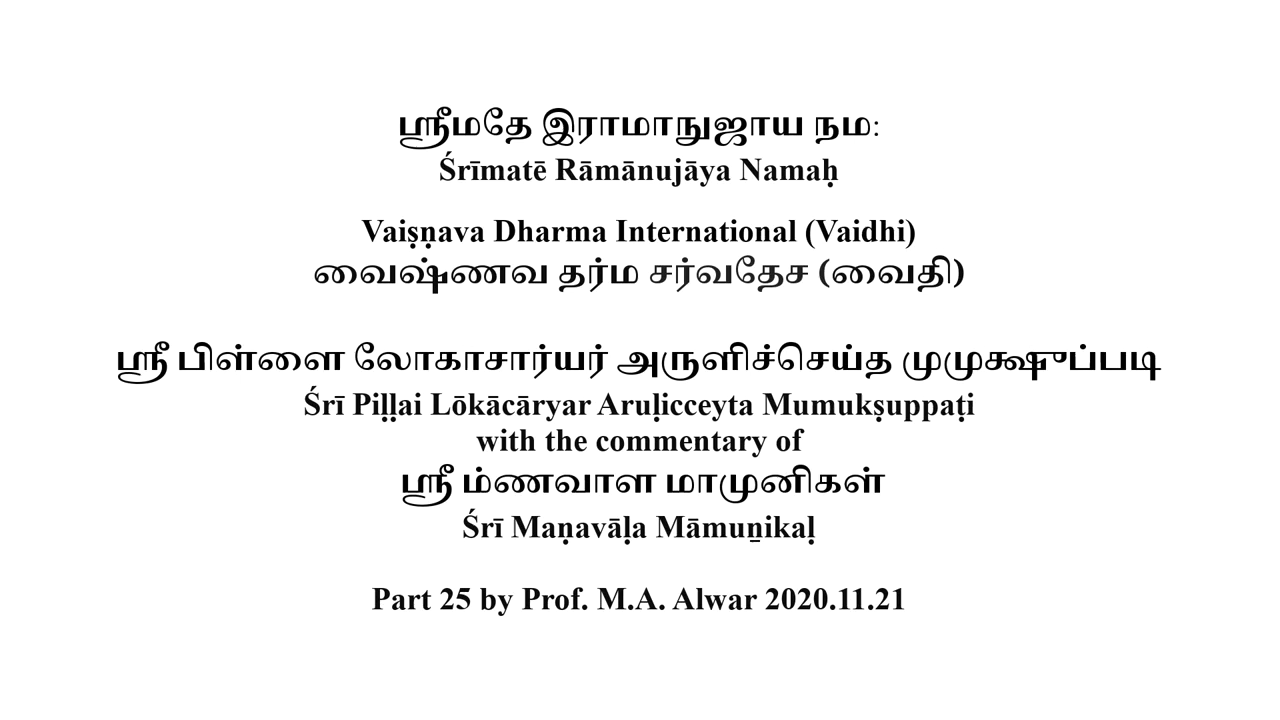 ஸ்ரீமதே இராமாநுஜாய நம:
Śrīmatē Rāmānujāya Namaḥ
Vaiṣṇava Dharma International (Vaidhi)
வைஷ்ணவ தர்ம சர்வதேச (வைதி)
ஸ்ரீ பிள்ளை லோகாசார்யர் அருளிச்செய்த முமுக்ஷுப்படி
Śrī Piḷḷai Lōkācāryar Aruḷicceyta Mumukṣuppaṭi
with the commentary of
ஸ்ரீ ம்ணவாள மாமுனிகள்
Śrī Maṇavāḷa Māmuṉikaḷ
Part 25 by Prof. M.A. Alwar 2020.11.21